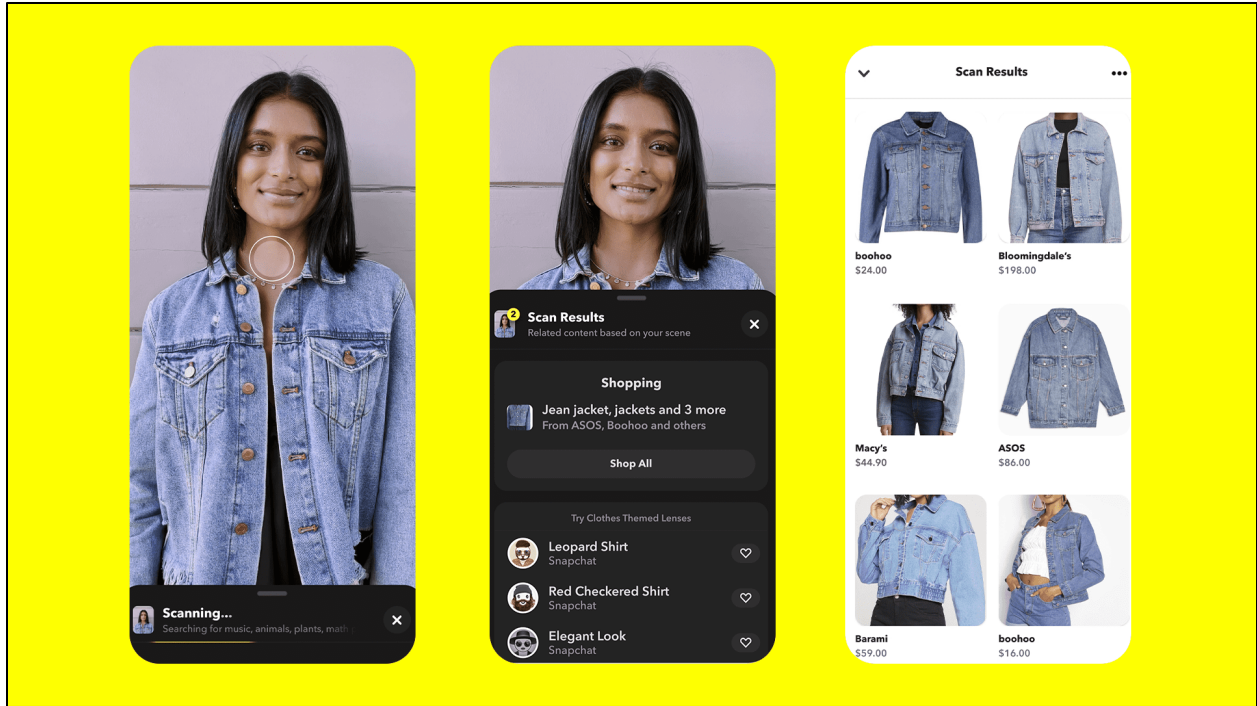 Scanning...
Searching for music, animals, plants, math
2
Scan Results
Related content based on your scene
Shopping
Jean jacket, jackets and 3 more
From ASOS, Boohoo and others
Shop All
Try Clothes Themed Lenses
Leopard Shirt
Snapchat
Red Checkered Shirt
Snapchat
Elegant Look
Snapchat
Scan Results
boohoo
$24.00
Bloomingdale's
$198.00
Macy's
$44.90
ASOS
$86.00
Barami
$59.00
boohoo
$16.00